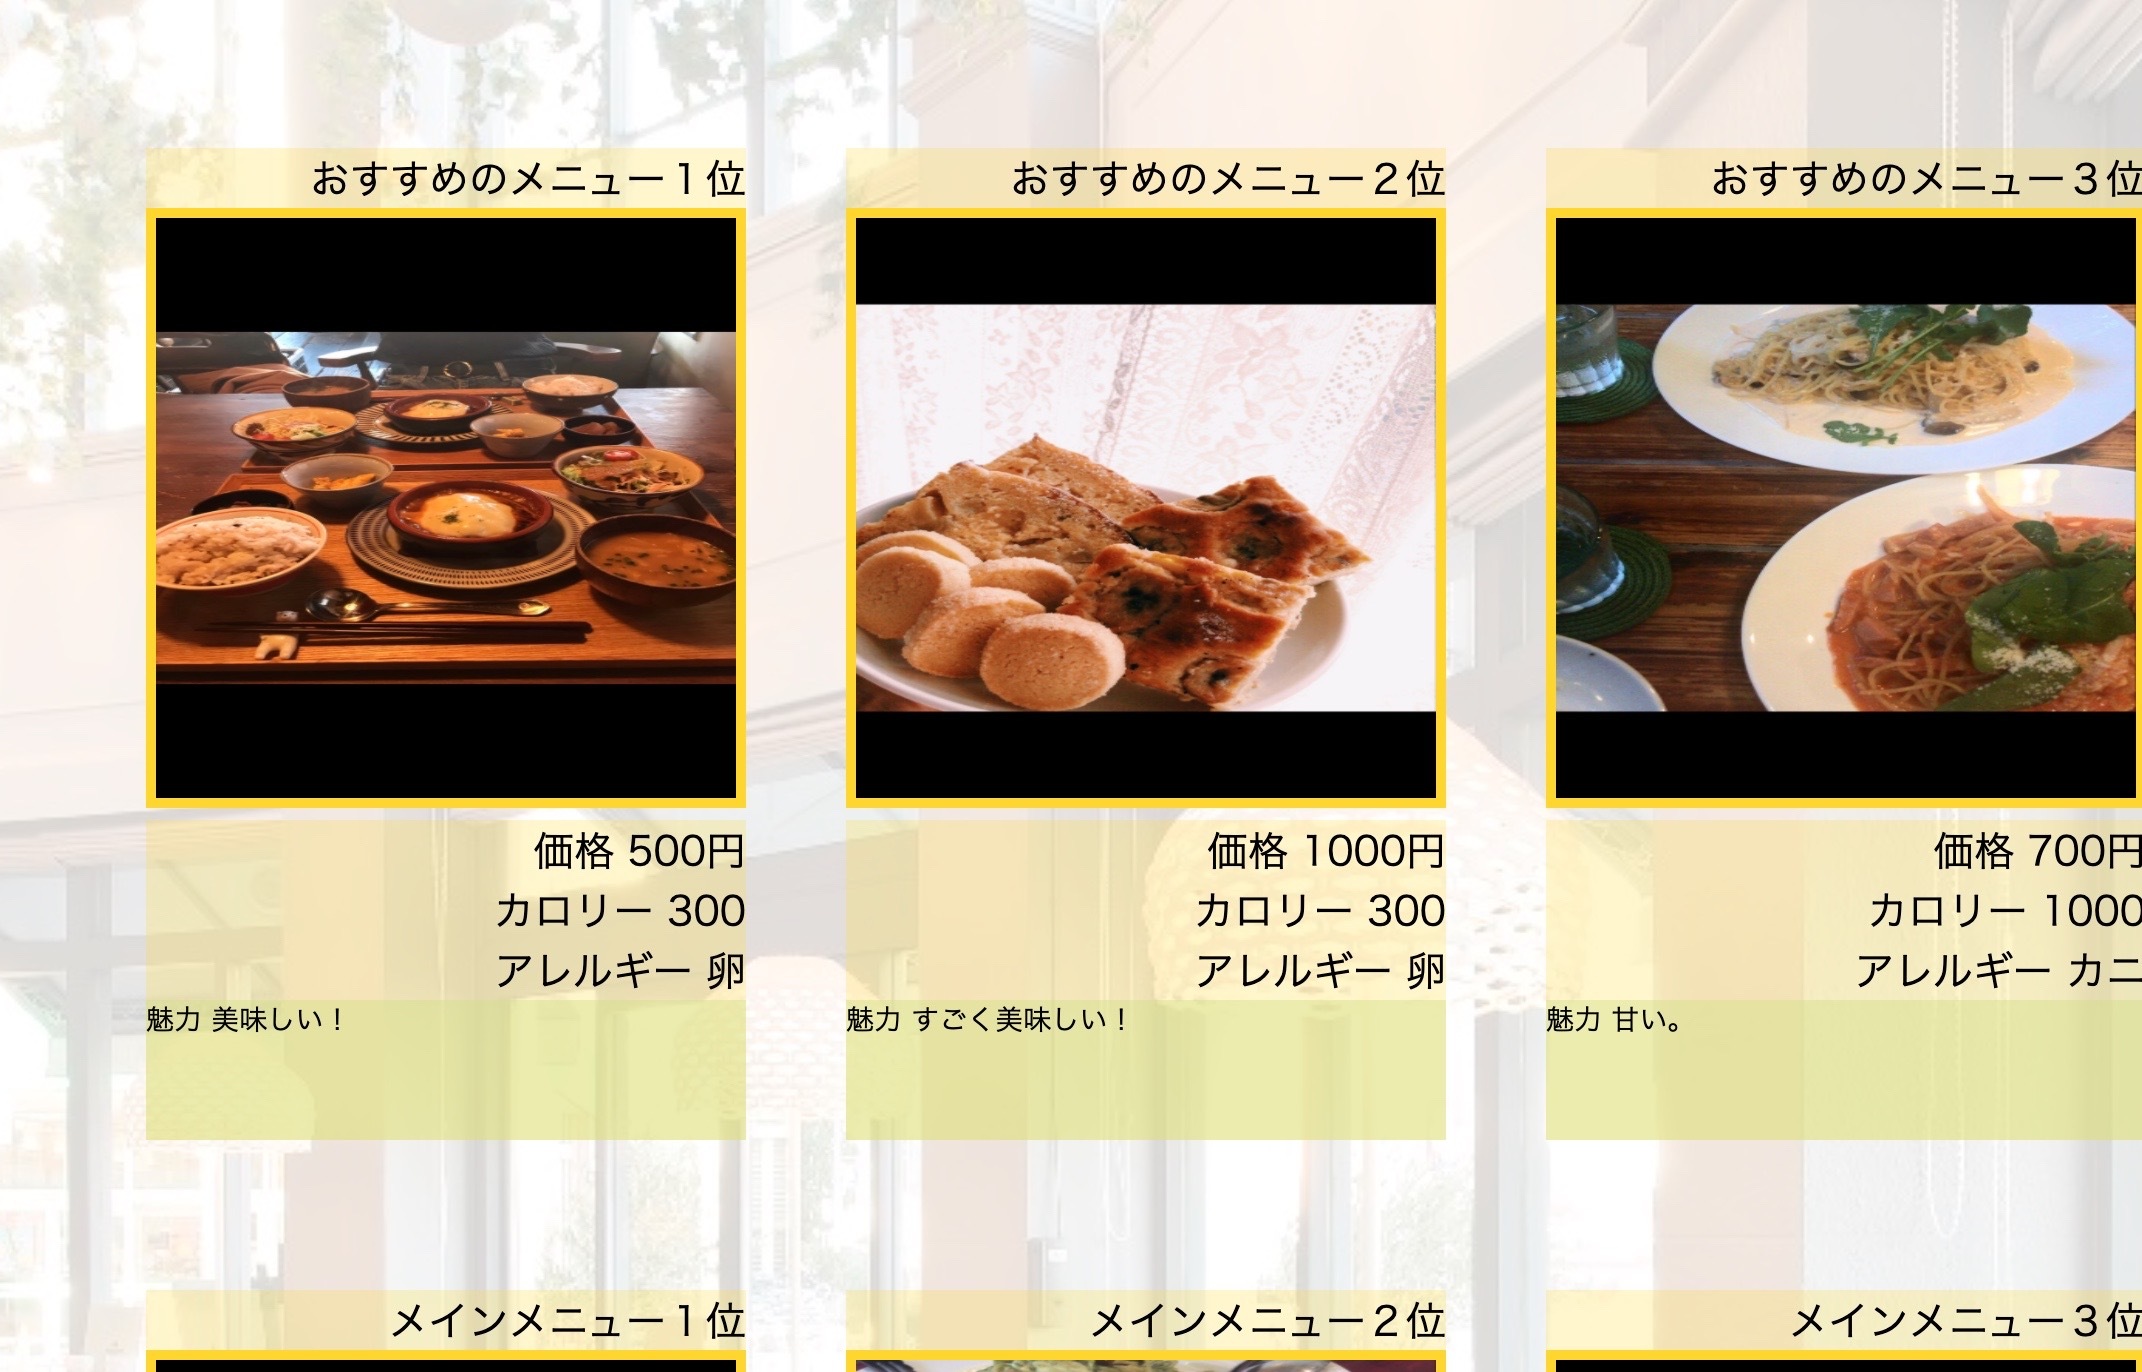 おすすめのメニュー１位
おすすめのメニュー２位
おすすめのメニュー３位
価格 500円
カロリー 300
アレルギー 卵
魅力 美味しい！
価格 1000円
カロリー 300
アレルギー 卵
魅力 すごく美味しい！
価格 700円
カロリー 1000
アレルギー カニ
魅力 甘い。
メインメニュー１位
メインメニュー２位
メインメニュー３位